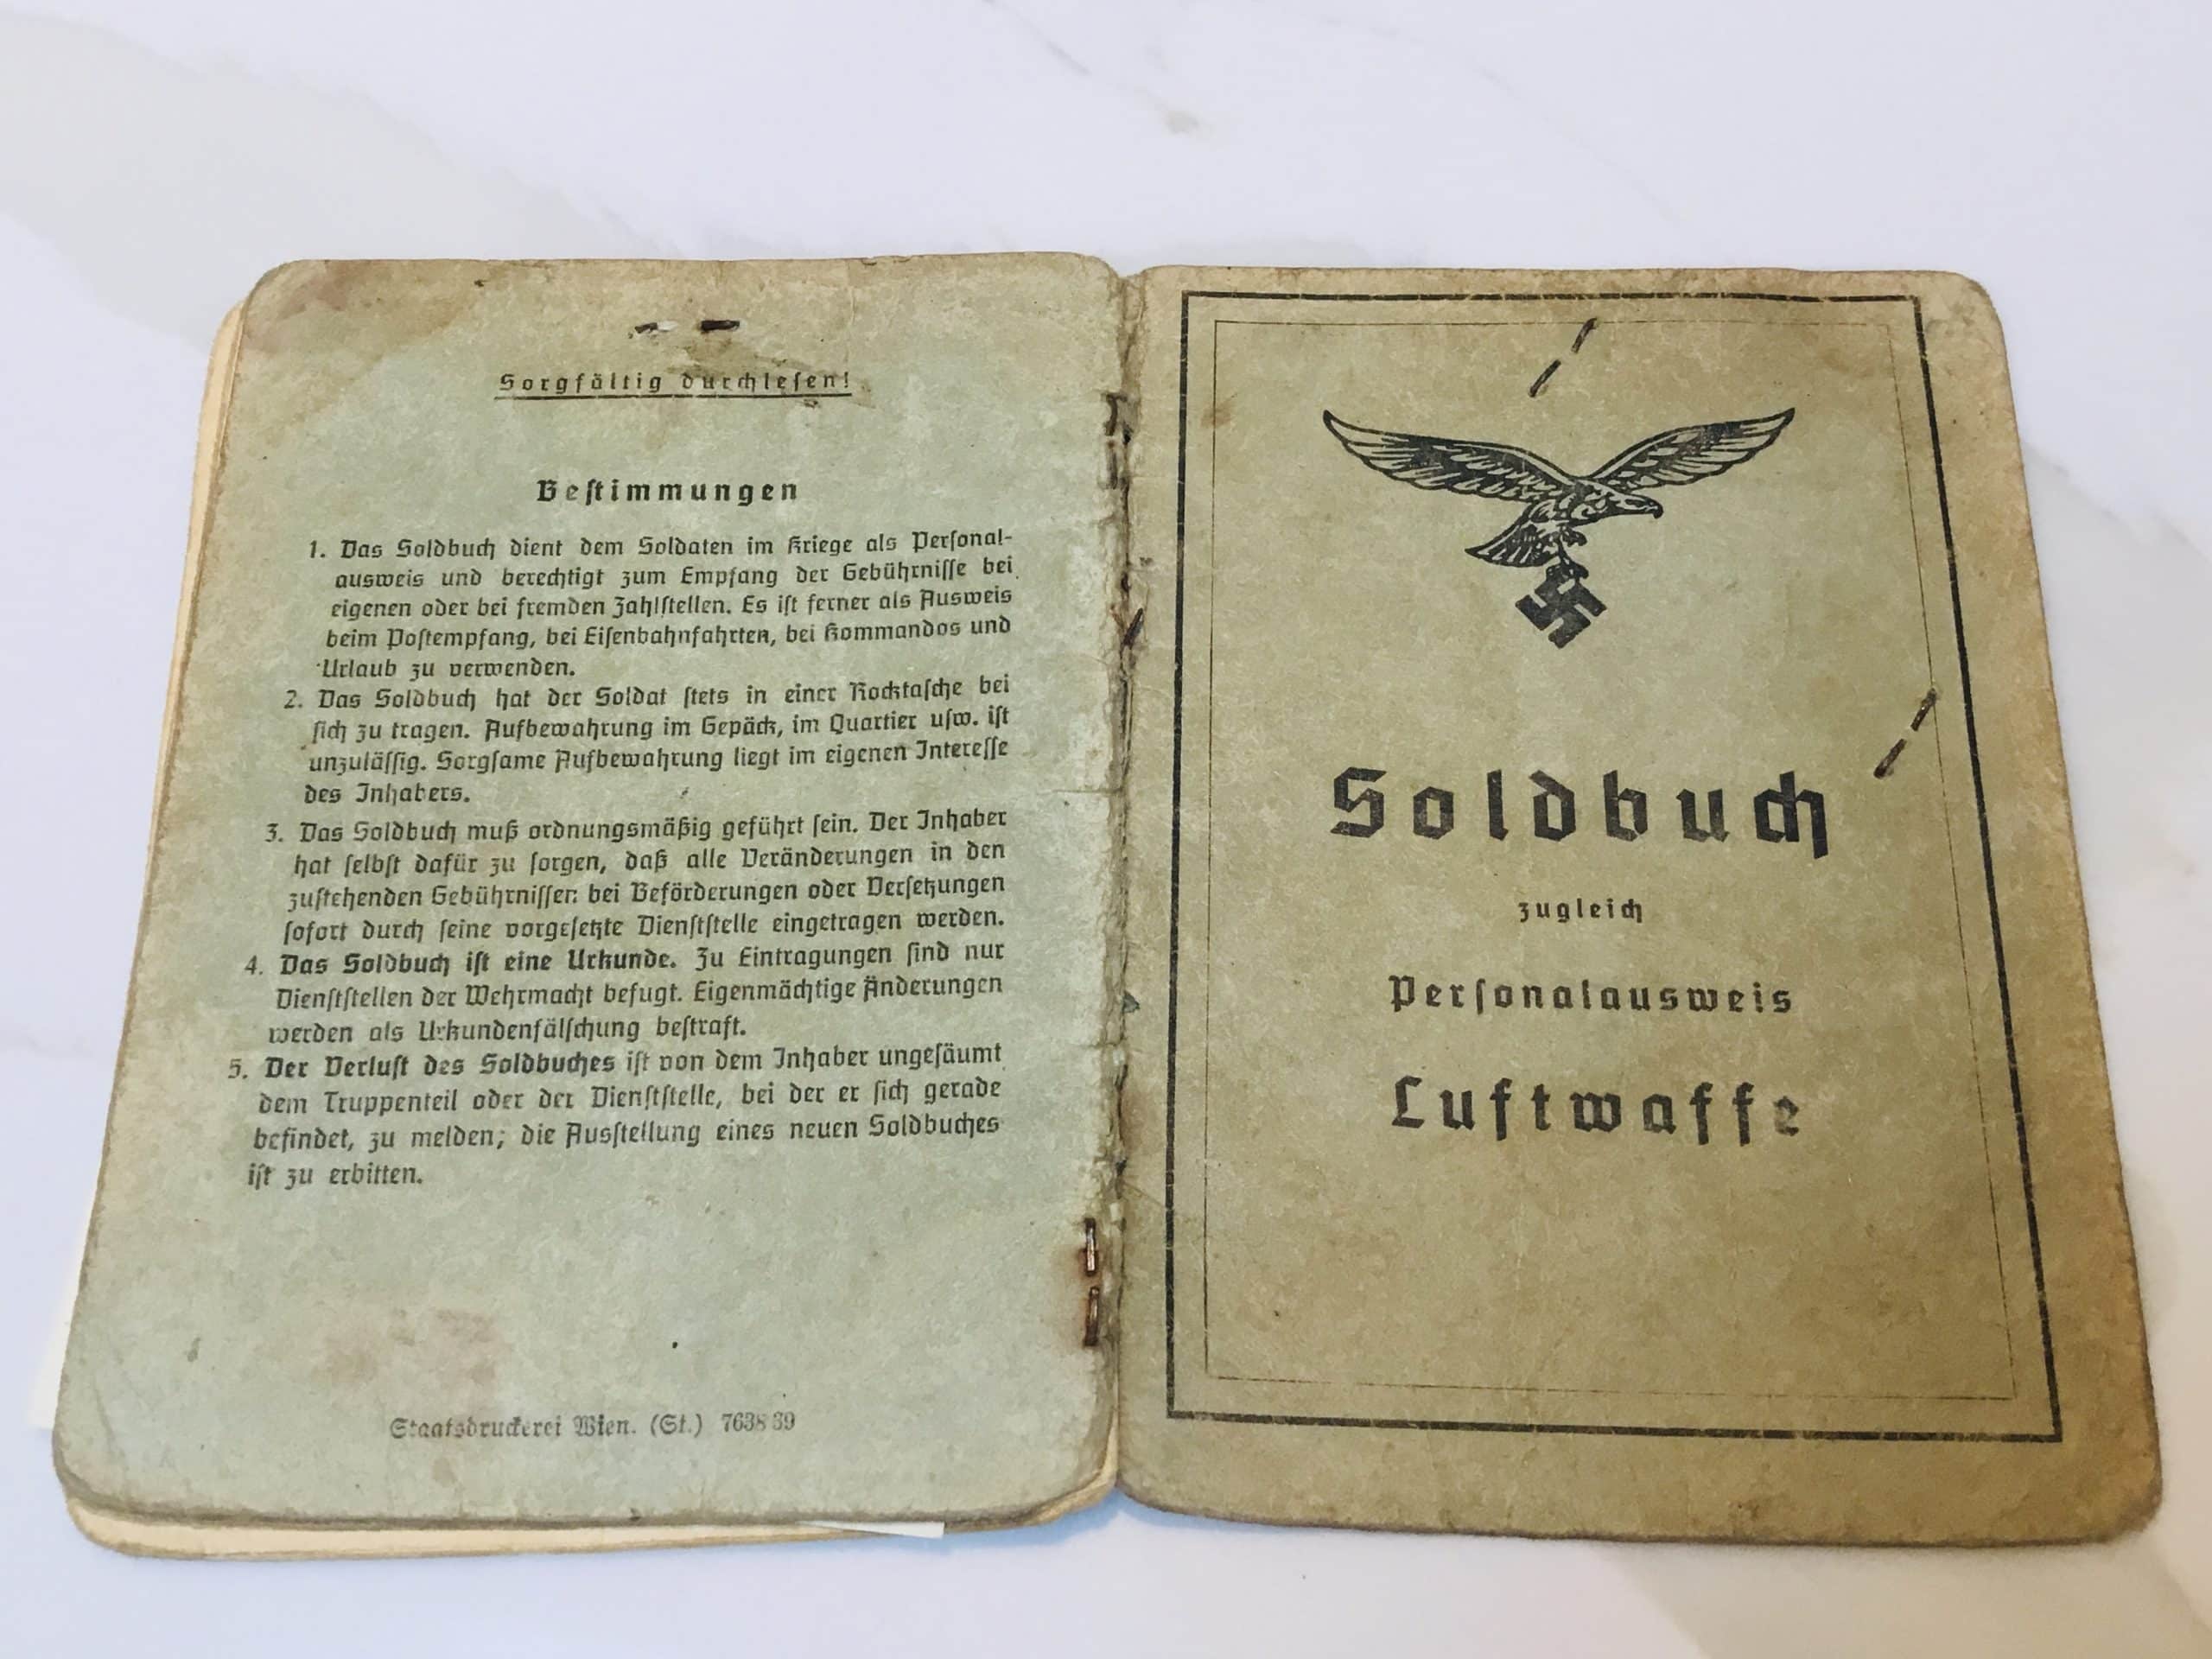 Sorgfältig durchlesen!
Bestimmungen
1. Das Soldbuch dient dem Soldaten im Kriege als Personal-
ausweis und berechtigt zum Empfang der Gebührnisse bei
eigenen oder bei fremden Zahlstellen. Es ist ferner als Ausweis
beim Postempfang, bei Eisenbahnfahrten, bei Kommandos und
Urlaub zu verwenden.
2. Das Soldbuch hat der Soldat stets in einer Rocktasche bei
sich zu tragen. Aufbewahrung im Gepäck, im Quartier usw. ist
unzulässig. Sorgsame Aufbewahrung liegt im eigenen Interesse
des Inhabers.
3. Das Soldbuch muß ordnungsmäßig geführt sein. Der Inhaber
hat selbst dafür zu sorgen, daß alle Veränderungen in den
zustehenden Gebührnissen bei Beförderungen oder Versetzungen
sofort durch seine vorgesetzte Dienststelle eingetragen werden.
4. Das Soldbuch ist eine Urkunde. Zu Eintragungen sind nur
Dienststellen der Wehrmacht befugt. Eigenmächtige Änderungen
werden als Urkundenfälschung bestraft.
5. Der Verlust des Soldbuches ist von dem Inhaber ungesäumt
dem Truppenteil oder der Dienststelle, bei der er sich gerade
befindet, zu melden; die Ausstellung eines neuen Soldbuches
ist zu erbitten.
Staatsdruckerei Wien. (St.) 7638 39
Soldbuch
zugleich
Personalausweis
Luftwaffe